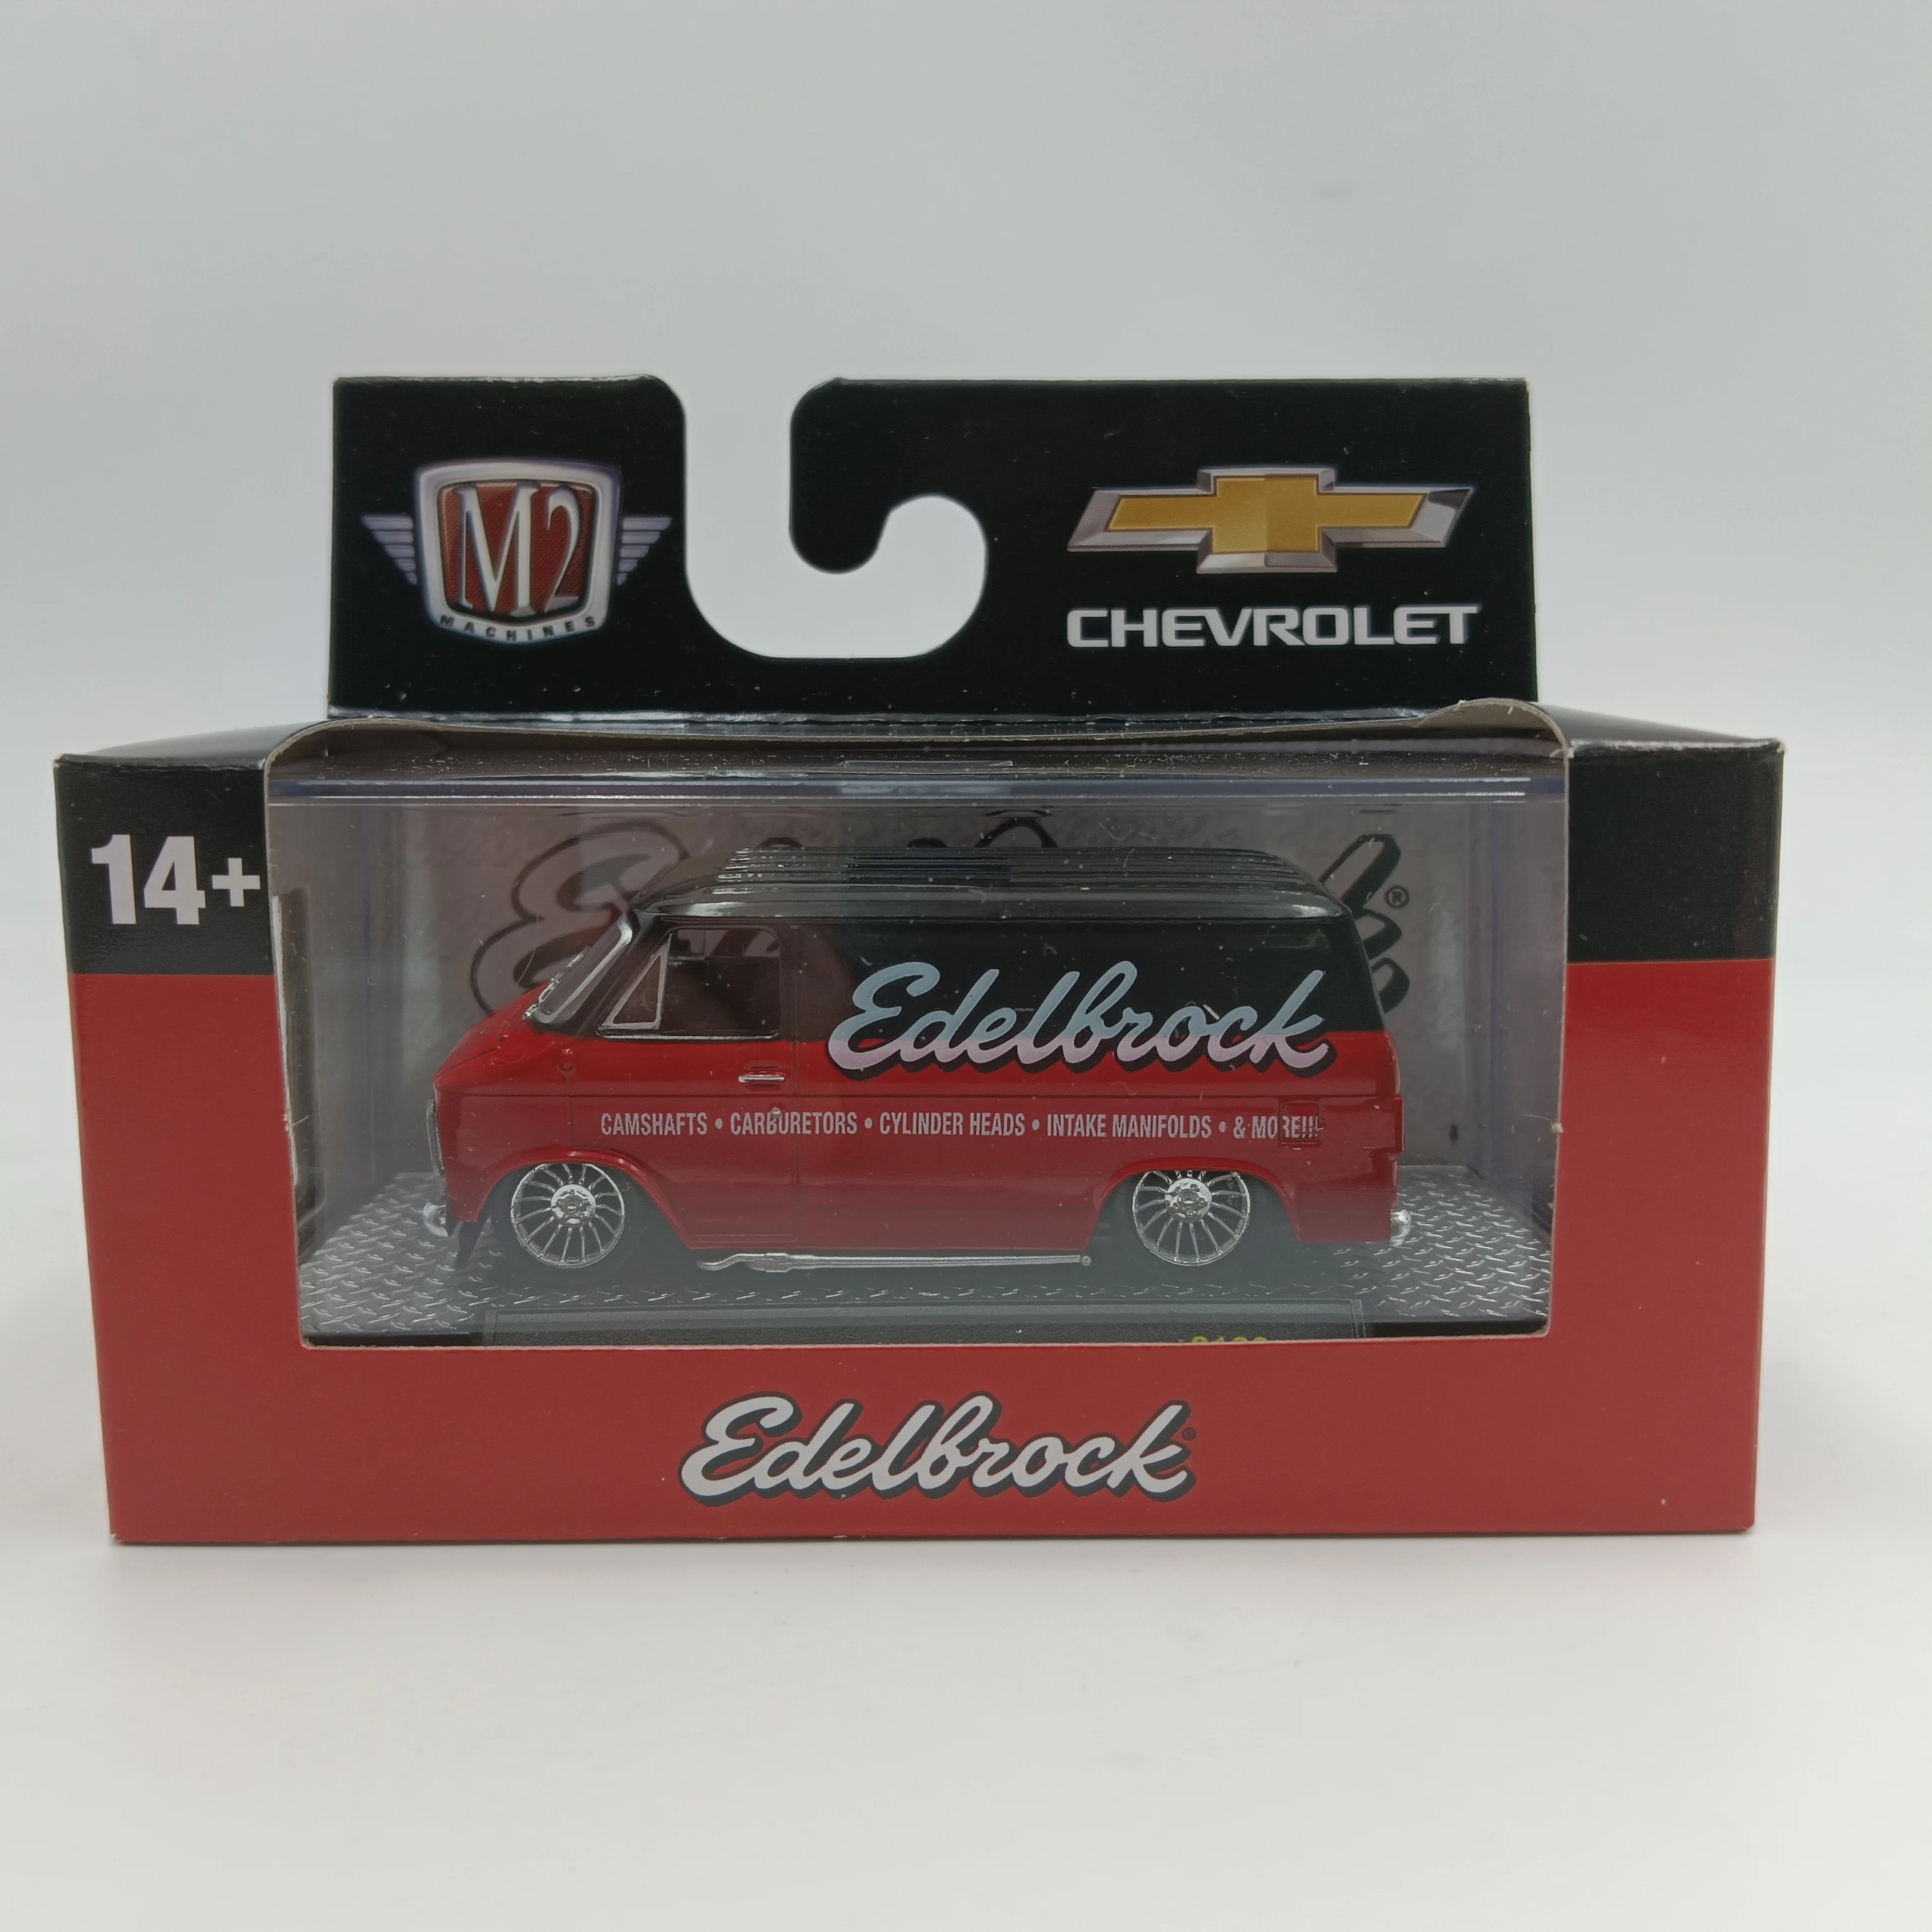 M2
MACHINES
CHEVROLET
14+
®
Edelbrock
CAMSHAFTS • CARBURETORS • CYLINDER HEADS • INTAKE MANIFOLDS • & MORE!!!
Edelbrock®